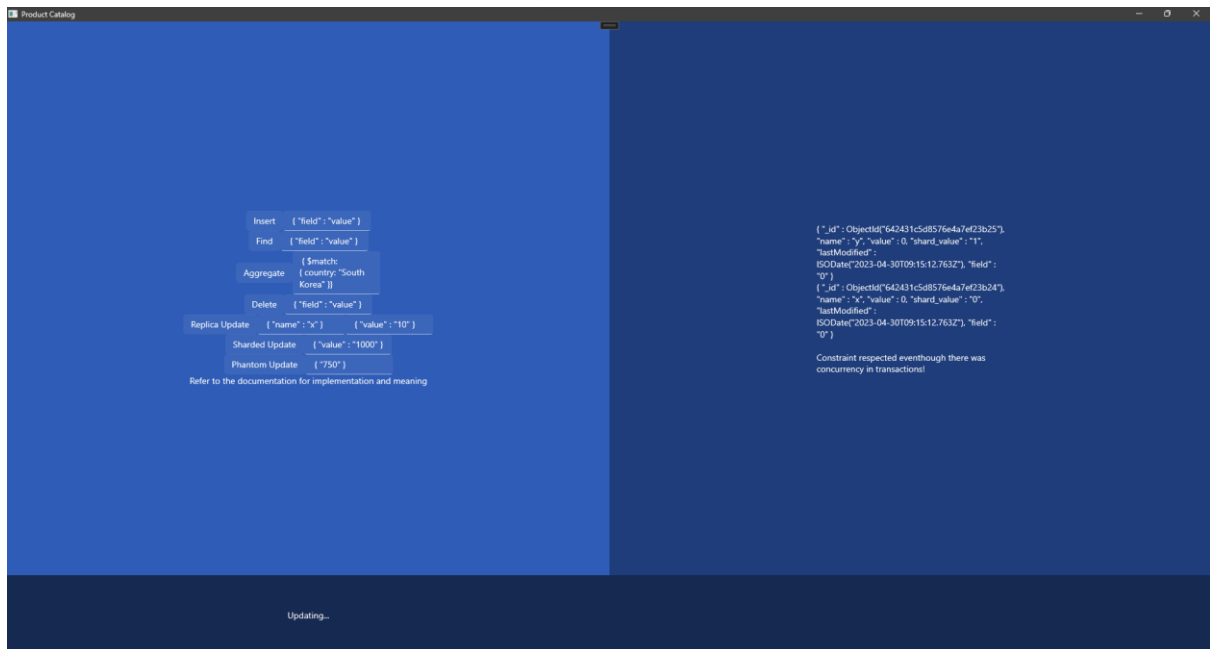 Product Catalog
Insert { "field" : "value" }
Find { "field" : "value" }
Aggregate { $match:
{ country: "South
Korea" }}
Delete { "field" : "value" }
Replica Update { "name" : "x" } { "value" : "10" }
Sharded Update { "value" : "1000" }
Phantom Update { "750" }
Refer to the documentation for implementation and meaning
{ "_id" : ObjectId("642431c5d8576e4a7ef23b25"),
"name" : "y", "value" : 0, "shard_value" : "1",
"lastModified" :
ISODate("2023-04-30T09:15:12.763Z"), "field" :
"0" }
{ "_id" : ObjectId("642431c5d8576e4a7ef23b24"),
"name" : "x", "value" : 0, "shard_value" : "0",
"lastModified" :
ISODate("2023-04-30T09:15:12.763Z"), "field" :
"0" }
Constraint respected eventhough there was
concurrency in transactions!
Updating...